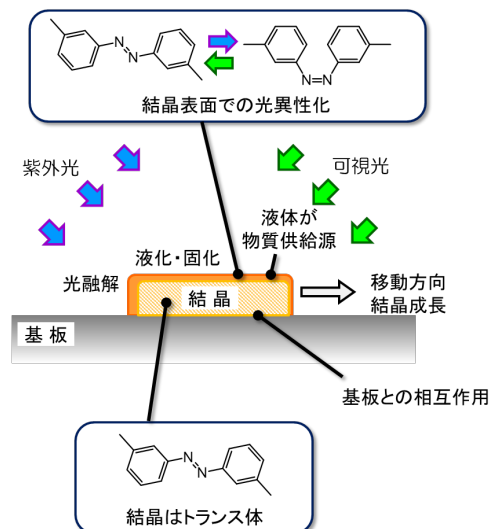 N
N
N=N
結晶表面での光異性化
紫外光
可視光
液体が
物質供給源
液化・固化
光融解
結 晶
移動方向
結晶成長
基 板
基板との相互作用
N
N
結晶はトランス体